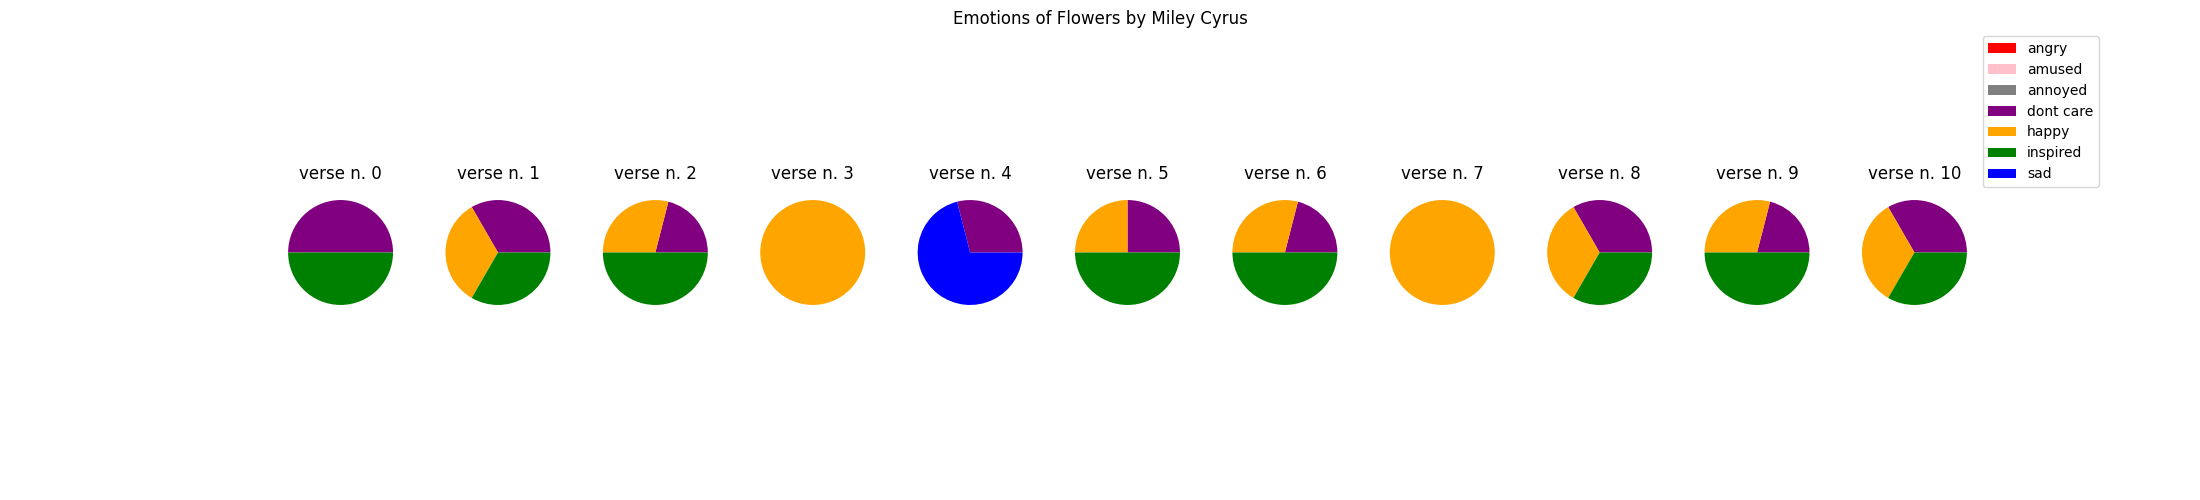 Emotions of Flowers by Miley Cyrus
angry
amused
annoyed
dont care
happy
inspired
sad
verse n. 0
verse n. 1
verse n. 2
verse n. 3
verse n. 4
verse n. 5
verse n. 6
verse n. 7
verse n. 8
verse n. 9
verse n. 10